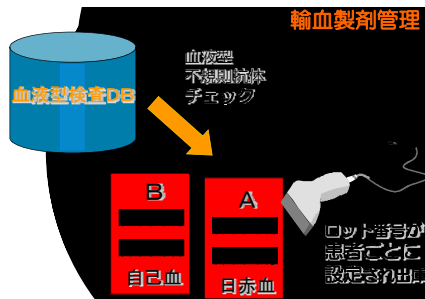 輸血製剤管理
血液型検査DB
血液型
不規則抗体
チェック
B
自己血
A
日赤血
ロット番号が
患者ごとに
設定され出庫